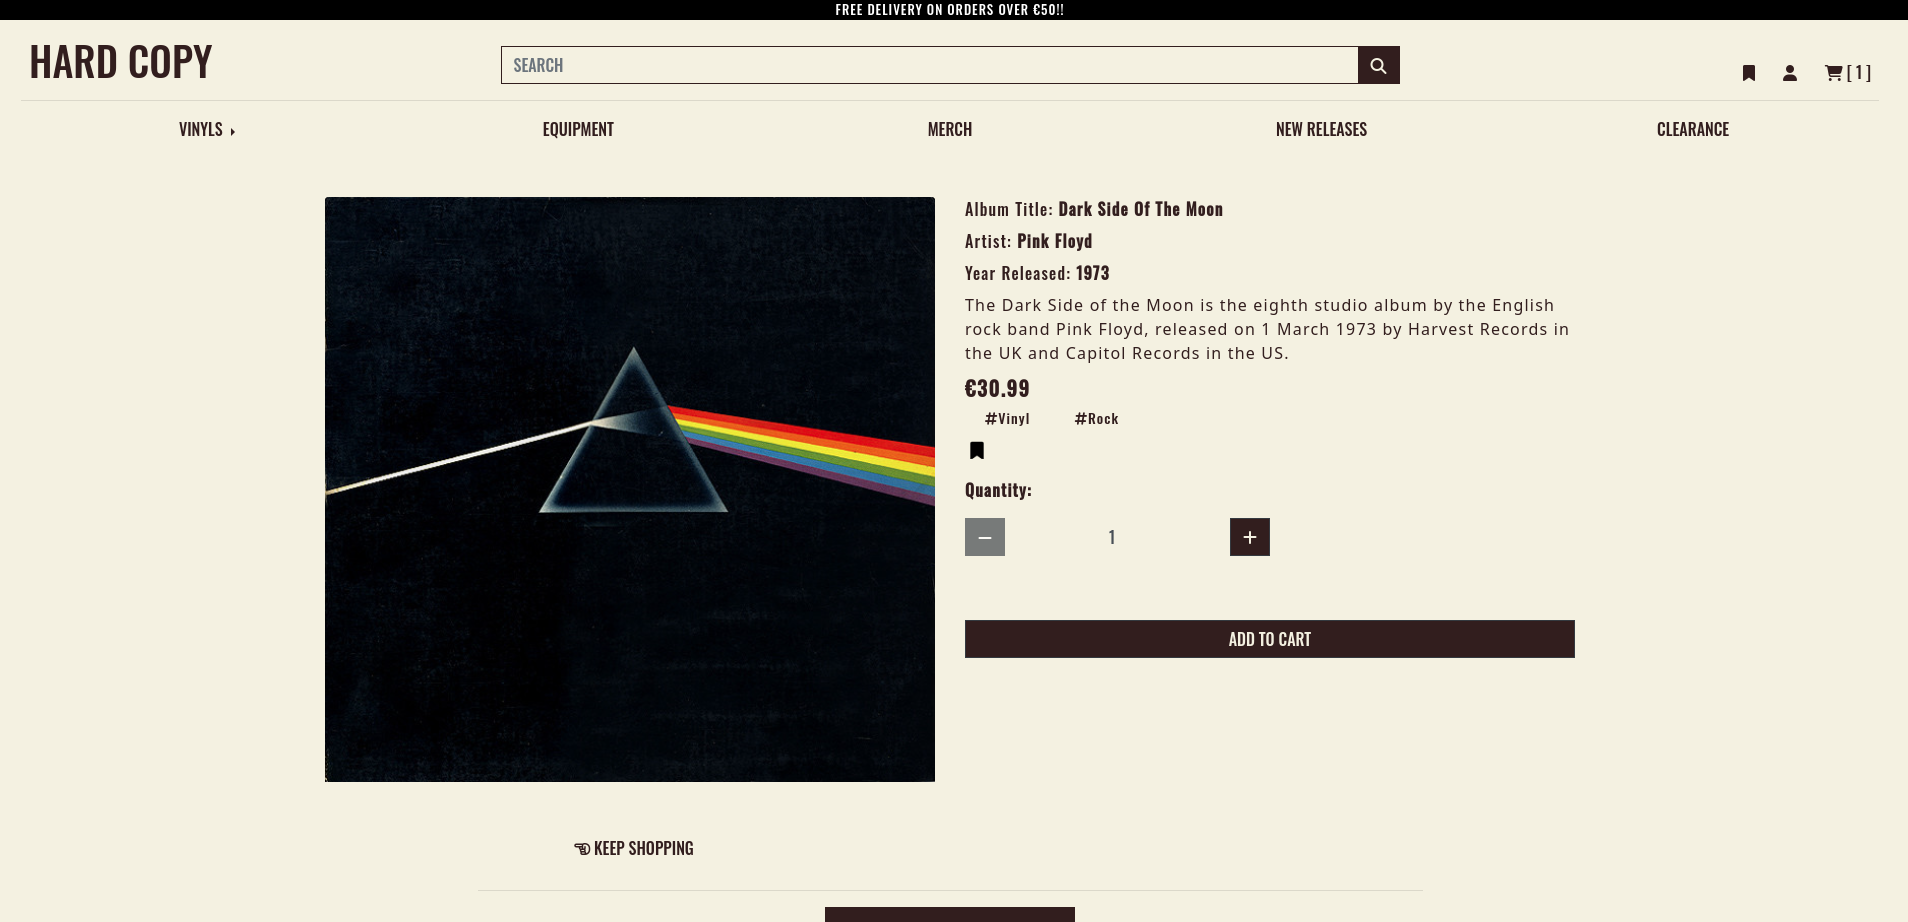 FREE DELIVERY ON ORDERS OVER €50!!
HARD COPY
SEARCH
[ 1 ]
VINYLS
EQUIPMENT
MERCH
NEW RELEASES
CLEARANCE
Album Title: Dark Side Of The Moon
Artist: Pink Floyd
Year Released: 1973
The Dark Side of the Moon is the eighth studio album by the English
rock band Pink Floyd, released on 1 March 1973 by Harvest Records in
the UK and Capitol Records in the US.
€30.99
#Vinyl #Rock
Quantity:
1
ADD TO CART
KEEP SHOPPING